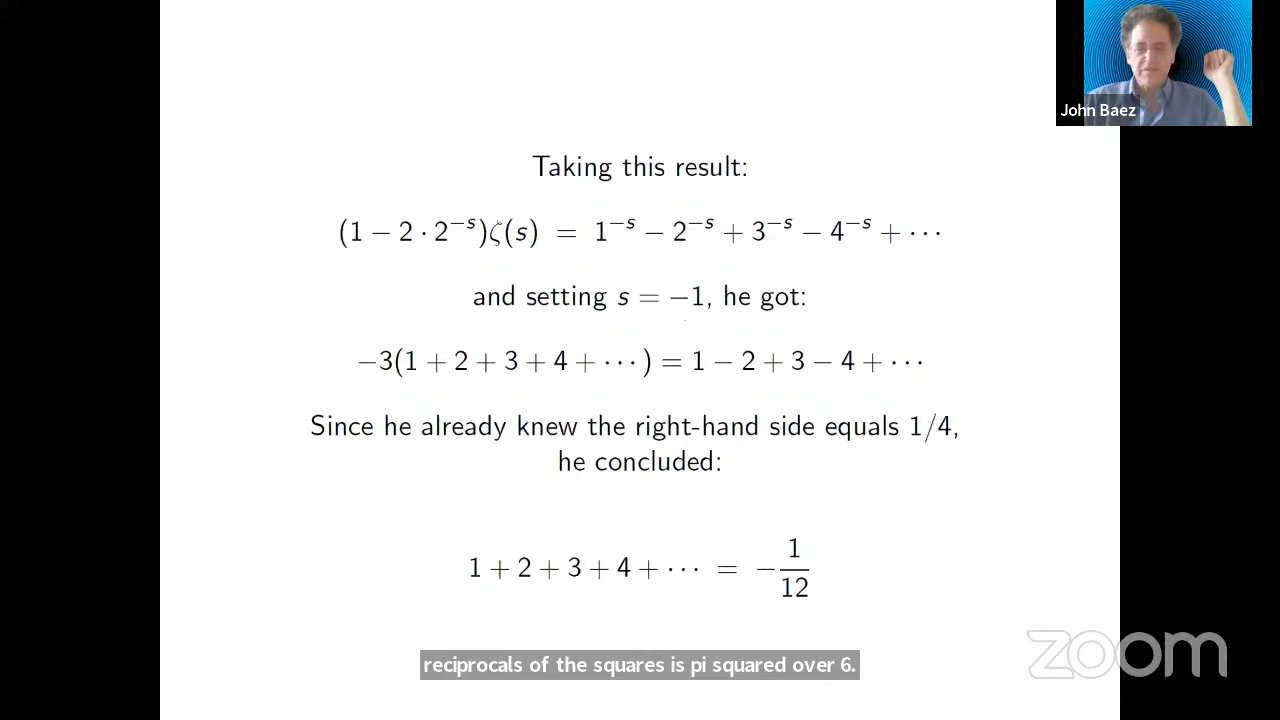 John Baez
Taking this result:
(1 − 2 · 2⁻ˢ)ζ(s) = 1⁻ˢ − 2⁻ˢ + 3⁻ˢ − 4⁻ˢ + ⋯
and setting s = −1, he got:
−3(1 + 2 + 3 + 4 + ⋯ ) = 1 − 2 + 3 − 4 + ⋯
Since he already knew the right-hand side equals 1/4,
he concluded:
1 + 2 + 3 + 4 + ⋯ = − 1/12
zoom
reciprocals of the squares is pi squared over 6.